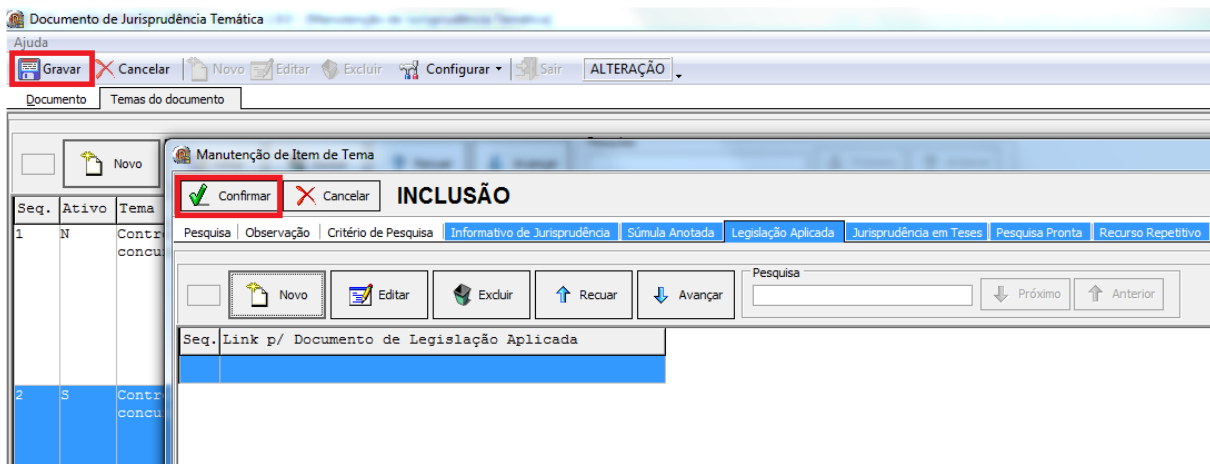 Documento de Jurisprudência Temática
Ajuda
Gravar Cancelar Novo Editar Excluir Configurar Sair ALTERAÇÃO
Documento Temas do documento
Novo
Manutenção de Item de Tema
Confirmar Cancelar INCLUSÃO
Seq. Ativo Tema
Pesquisa Observação Critério de Pesquisa Informativo de Jurisprudência Súmula Anotada Legislação Aplicada Jurisprudência em Teses Pesquisa Pronta Recurso Repetitivo
1 N Contr
concu
Novo Editar Excluir Recuar Avançar Pesquisa Próximo Anterior
Seq. Link p/ Documento de Legislação Aplicada
2 S Contr
concu